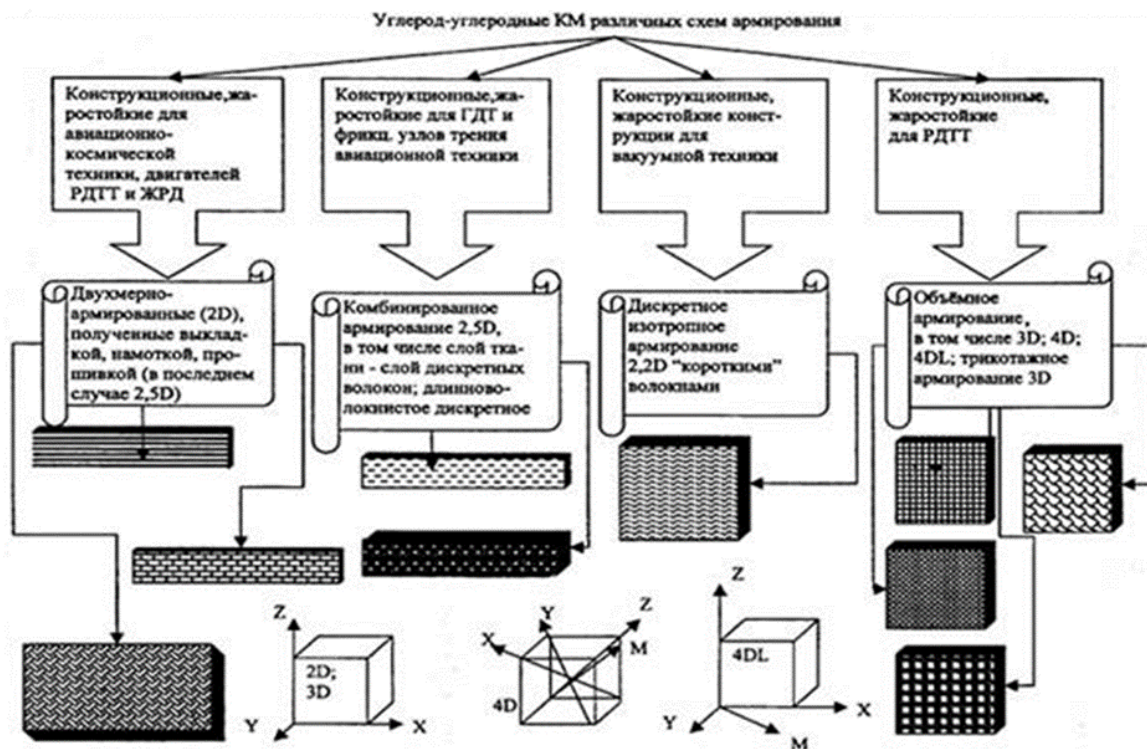 Углерод-углеродные КМ различных схем армирования
Конструкционные,жа-
ростойкие для
авиационно-
космической
техники, двигателей
РДТТ и ЖРД
Конструкционные,жа-
ростойкие для ГДТ и
фрикц. узлов трения
авиационной техники
Конструкционные,
жаростойкие конст-
рукции для
вакуумной техники
Конструкционные,
жаростойкие
для РДТТ
Двухмерно-
армированные (2D),
полученные выклад-
кой, намоткой, про-
шивкой (в последнем
случае 2,5D)
Комбинированное
армирование 2,5D,
в том числе слой тка-
ни - слой дискретных
волокон; длинново-
локнистое дискретное
Дискретное
изотропное
армирование
2,2D "короткими"
волокнами
Объёмное
армирование,
в том числе 3D; 4D;
4DL; трикотажное
армирование 3D
Z
2D;
3D
Y
X
Y
Z
X
M
4D
Z
4DL
X
Y
M